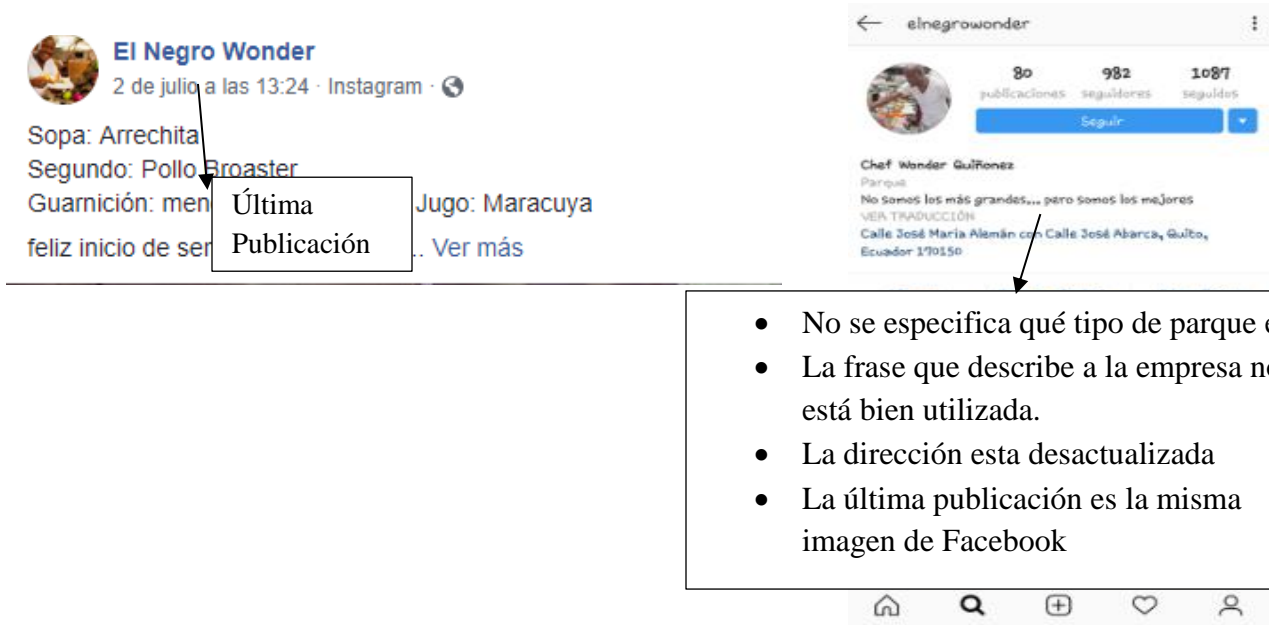 El Negro Wonder
2 de julio a las 13:24 · Instagram ·
Sopa: Arrechita
Segundo: Pollo Broaster
Guarnición: Jugo: Maracuya
feliz inicio de .. Ver más
Última
Publicación
elnegrowonder
80 982 1087
publicaciones seguidores seguidos
Seguir
Chef Wonder Quiñonez
Parque
No somos los más grandes... pero somos los mejores
VER TRADUCCIÓN
Calle José María Alemán con Calle José Abarca, Quito,
Ecuador 170150
• No se especifica qué tipo de parque
• La frase que describe a la empresa
está bien utilizada.
• La dirección esta desactualizada
• La última publicación es la misma
imagen de Facebook